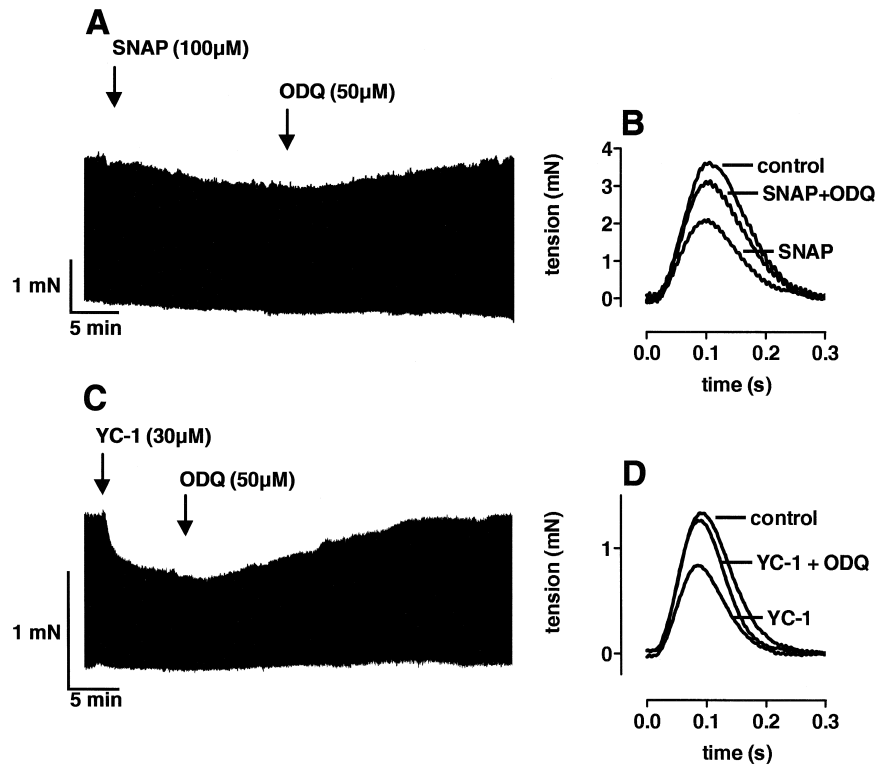 A
SNAP (100µM)
ODQ (50µM)
1 mN
5 min
B
tension (mN)
4
3
2
1
0
control
SNAP+ODQ
SNAP
0.0 0.1 0.2 0.3
time (s)
C
YC-1 (30µM)
ODQ (50µM)
1 mN
5 min
D
tension (mN)
1
0
control
YC-1 + ODQ
YC-1
0.0 0.1 0.2 0.3
time (s)